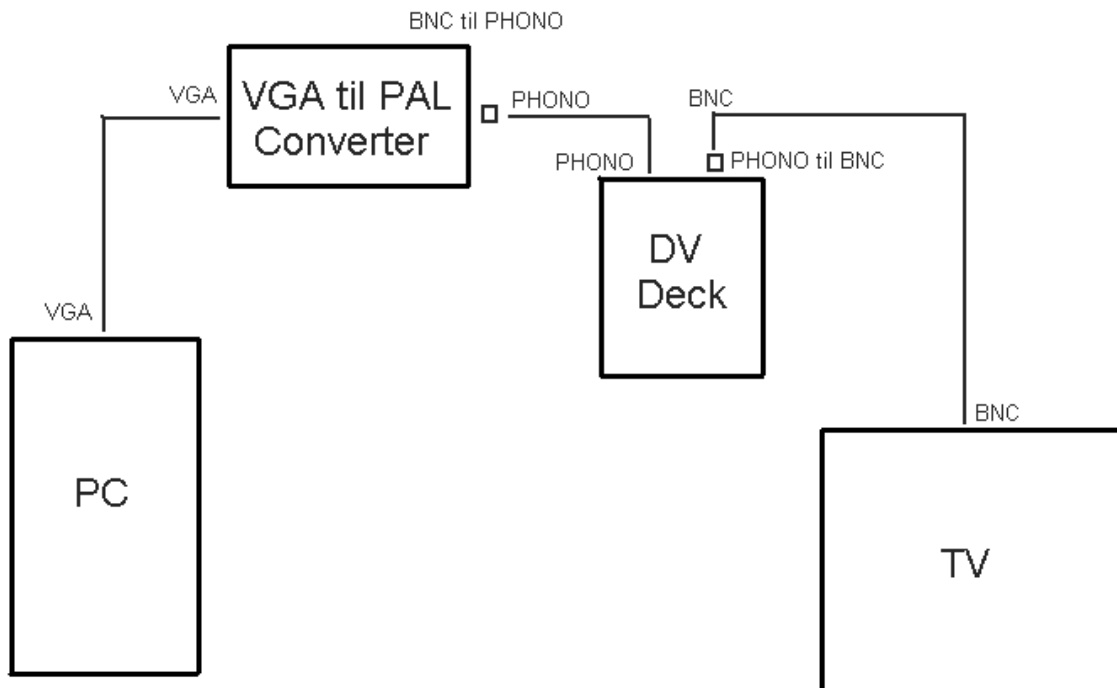 BNC til PHONO
VGA
VGA til PAL
Converter
PHONO
BNC
PHONO
PHONO til BNC
DV
Deck
VGA
BNC
PC
TV